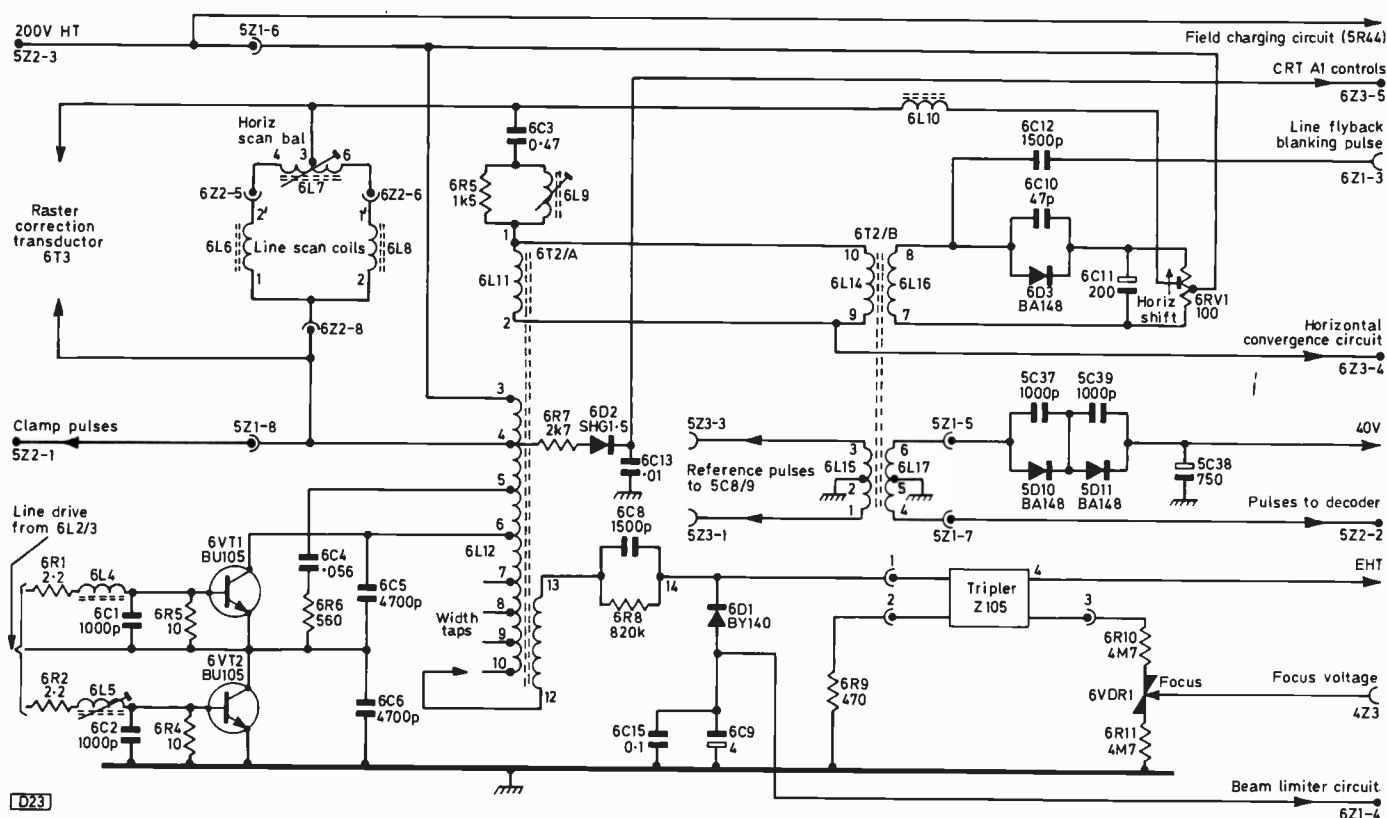 200V HT
5Z2-3
5Z1-6
Field charging circuit (5R44)
CRT A1 controls
6Z3-5
Horiz
scan bal
4 3 6
6L7
6Z2-5
6Z2-6
2'
1'
6L6
Line scan coils
6L8
1
2
6Z2-8
Raster
correction
transductor
6T3
6C3
0·47
6R5
1k5
6L9
1
6T2/A
6L11
2
6L10
6C12
1500p
Line flyback
blanking pulse
6Z1-3
6C10
47p
6T2/B
10
8
6L14
6L16
9
7
6D3
BA148
6C11
200
Horiz
shift
6RV1
100
Horizontal
convergence circuit
6Z3-4
Clamp pulses
5Z2-1
5Z1-8
3
4
5
6
6L12
7
8
9
10
Width
taps
6R7
2k7
6D2
SHG1·5
6C13
·01
5Z3-3
Reference pulses
to 5C8/9
5Z3-1
3
6L15
2
1
6
6L17
5
4
5Z1-5
5Z1-7
5C37
1000p
5C39
1000p
5D10
BA148
5D11
BA148
40V
5C38
750
Pulses to decoder
5Z2-2
Line drive
from 6L2/3
6R1
2·2
6L4
6C1
1000p
6R5
10
6VT1
BU105
6C4
·056
6R6
560
6C5
4700p
6R2
2·2
6L5
6C2
1000p
6R4
10
6VT2
BU105
6C6
4700p
6C8
1500p
13
14
6R8
820k
12
6D1
BY140
6C15
0·1
6C9
4
1
2
Tripler
Z105
4
3
EHT
6R9
470
6R10
4M7
6VDR1
Focus
6R11
4M7
Focus voltage
4Z3
Beam limiter circuit
6Z1-4
D23